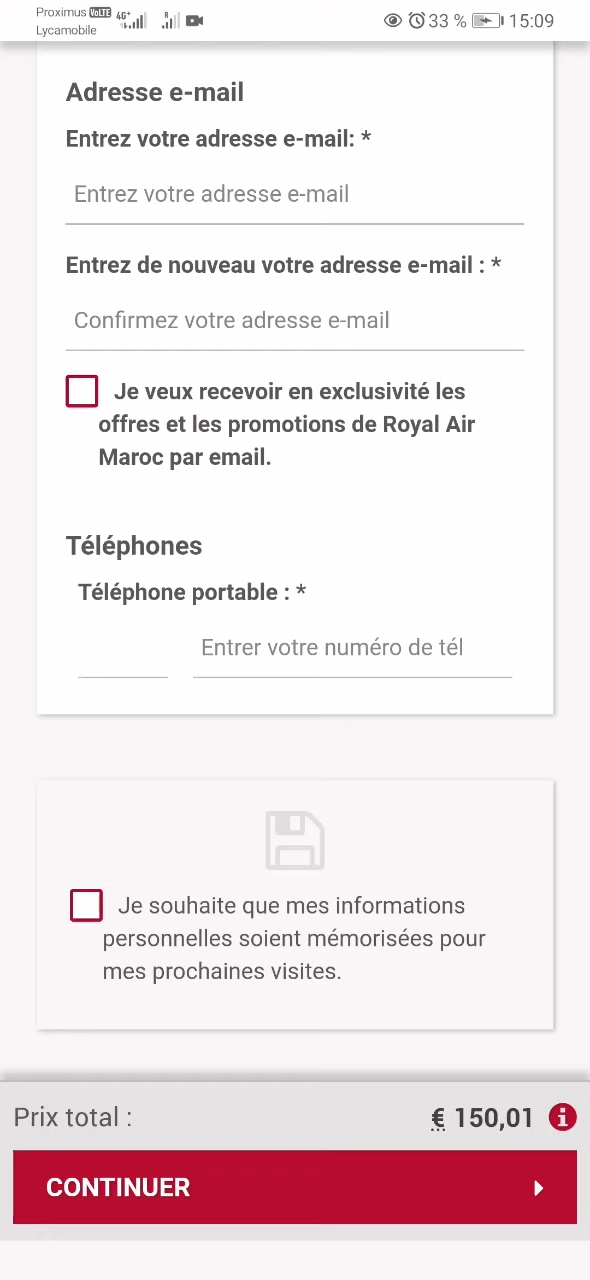 Proximus VoLTE 4G+ R 33 % 15:09
Lycamobile
Adresse e-mail
Entrez votre adresse e-mail: *
Entrez votre adresse e-mail
Entrez de nouveau votre adresse e-mail : *
Confirmez votre adresse e-mail
Je veux recevoir en exclusivité les
offres et les promotions de Royal Air
Maroc par email.
Téléphones
Téléphone portable : *
Entrer votre numéro de tél
Je souhaite que mes informations
personnelles soient mémorisées pour
mes prochaines visites.
Prix total : € 150,01
CONTINUER